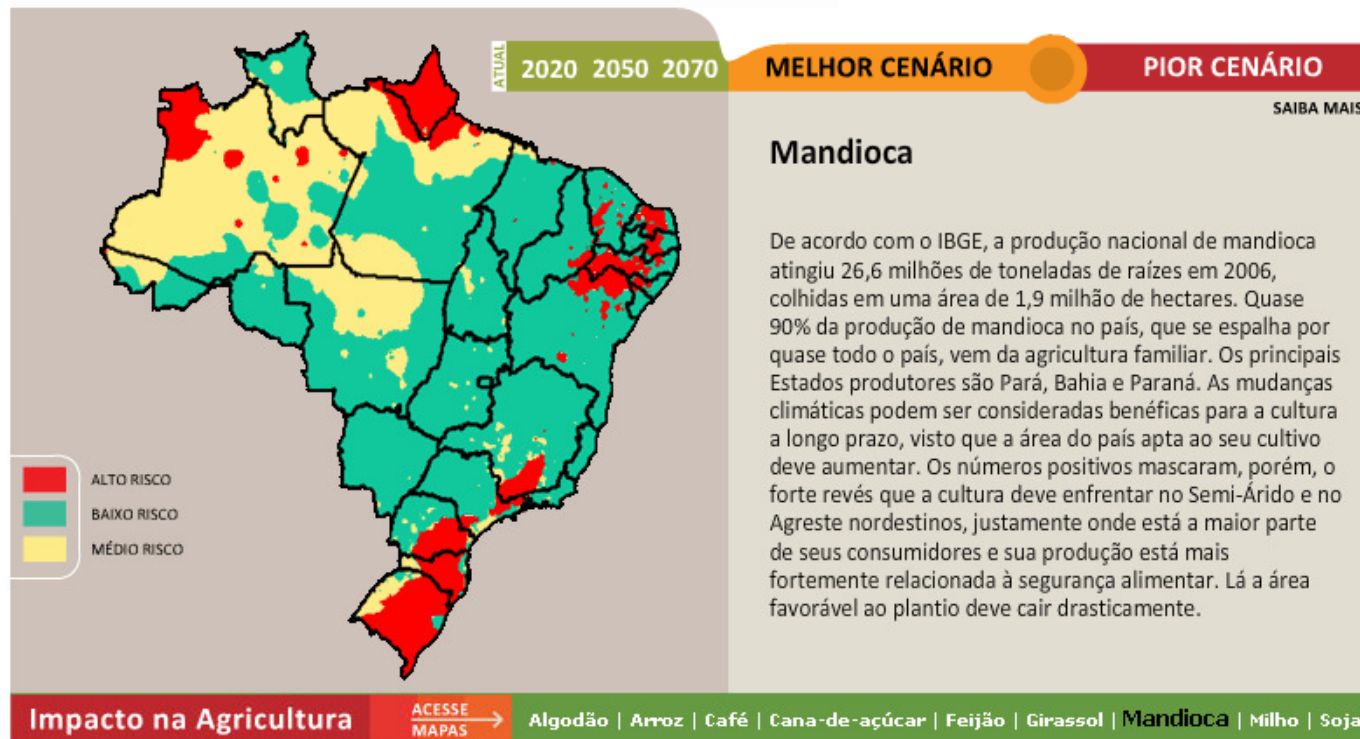 ATUAL
2020 2050 2070
MELHOR CENÁRIO
PIOR CENÁRIO
SAIBA MAIS
Mandioca
De acordo com o IBGE, a produção nacional de mandioca
atingiu 26,6 milhões de toneladas de raízes em 2006,
colhidas em uma área de 1,9 milhão de hectares. Quase
90% da produção de mandioca no país, que se espalha por
quase todo o país, vem da agricultura familiar. Os principais
Estados produtores são Pará, Bahia e Paraná. As mudanças
climáticas podem ser consideradas benéficas para a cultura
a longo prazo, visto que a área do país apta ao seu cultivo
deve aumentar. Os números positivos mascaram, porém, o
forte revés que a cultura deve enfrentar no Semi-Árido e no
Agreste nordestinos, justamente onde está a maior parte
de seus consumidores e sua produção está mais
fortemente relacionada à segurança alimentar. Lá a área
favorável ao plantio deve cair drasticamente.
ALTO RISCO
BAIXO RISCO
MÉDIO RISCO
Impacto na Agricultura
ACESSE
MAPAS
Algodão | Arroz | Café | Cana-de-açúcar | Feijão | Girassol | Mandioca | Milho | Soja